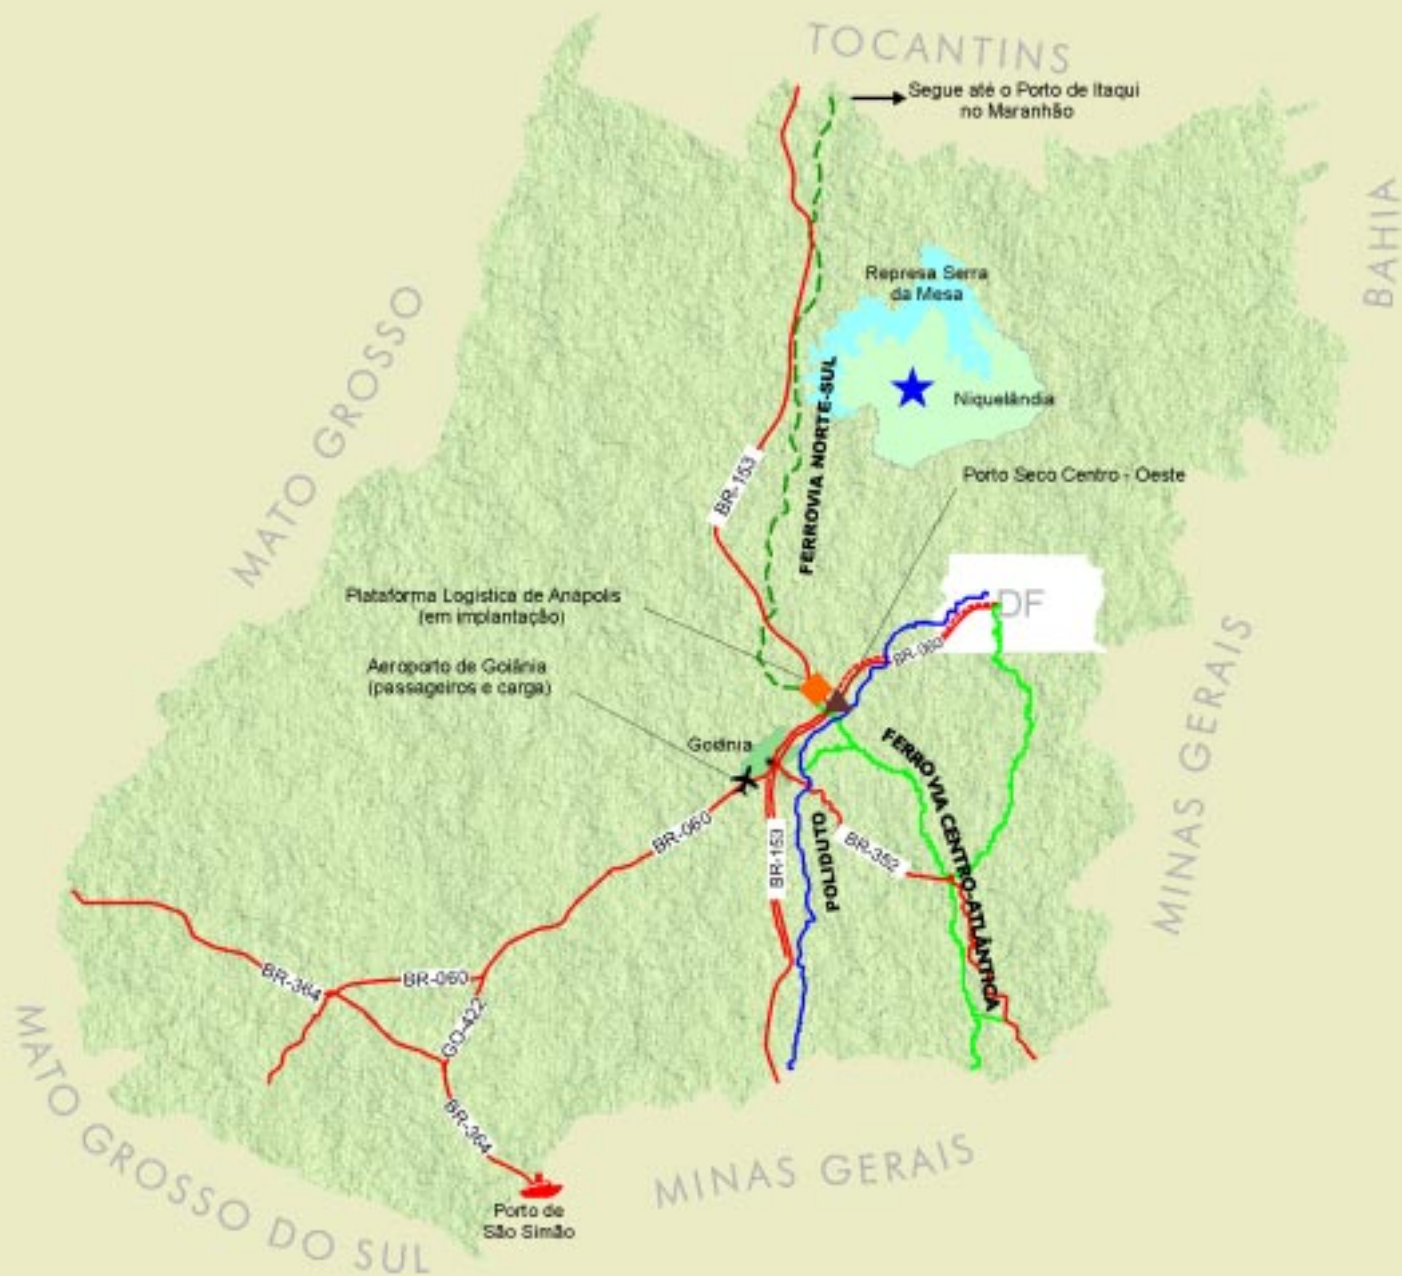 TOCANTINS
Segue até o Porto de Itaqui
no Maranhão
BAHIA
Represa Serra
da Mesa
MATO GROSSO
FERROVIA NORTE-SUL
Niquelândia
BR-153
Porto Seco Centro - Oeste
Plataforma Logística de Anápolis
(em implantação)
DF
BR-060
Aeroporto de Goiânia
(passageiros e carga)
MINAS GERAIS
Goiânia
FERROVIA CENTRO-ATLÂNTICA
BR-060
BR-153
POLIDUTO
BR-352
BR-364
BR-060
GO-422
BR-364
MATO GROSSO DO SUL
MINAS GERAIS
Porto de
São Simão